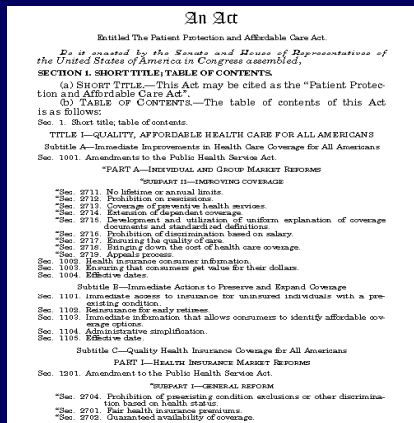 An Act
Entitled The Patient Protection and Affordable Care Act.
Be it enacted by the Senate and House of Representatives of
the United States of America in Congress assembled,
SECTION 1. SHORT TITLE; TABLE OF CONTENTS.
(a) SHORT TITLE.—This Act may be cited as the “Patient Protec-
tion and Affordable Care Act”.
(b) TABLE OF CONTENTS.—The table of contents of this Act
is as follows:
Sec. 1. Short title; table of contents.
TITLE I—QUALITY, AFFORDABLE HEALTH CARE FOR ALL AMERICANS
Subtitle A—Immediate Improvements in Health Care Coverage for All Americans
Sec. 1001. Amendments to the Public Health Service Act.
“PART A—INDIVIDUAL AND GROUP MARKET REFORMS
“SUBPART II—IMPROVING COVERAGE
“Sec. 2711. No lifetime or annual limits.
“Sec. 2712. Prohibition on rescissions.
“Sec. 2713. Coverage of preventive health services.
“Sec. 2714. Extension of dependent coverage.
“Sec. 2715. Development and utilization of uniform explanation of coverage
documents and standardized definitions.
“Sec. 2716. Prohibition of discrimination based on salary.
“Sec. 2717. Ensuring the quality of care.
“Sec. 2718. Bringing down the cost of health care coverage.
“Sec. 2719. Appeals process.
Sec. 1002. Health insurance consumer information.
Sec. 1003. Ensuring that consumers get value for their dollars.
Sec. 1004. Effective dates.
Subtitle B—Immediate Actions to Preserve and Expand Coverage
Sec. 1101. Immediate access to insurance for uninsured individuals with a pre-
existing condition.
Sec. 1102. Reinsurance for early retirees.
Sec. 1103. Immediate information that allows consumers to identify affordable cov-
erage options.
Sec. 1104. Administrative simplification.
Sec. 1105. Effective date.
Subtitle C—Quality Health Insurance Coverage for All Americans
PART I—HEALTH INSURANCE MARKET REFORMS
Sec. 1201. Amendment to the Public Health Service Act.
“SUBPART I—GENERAL REFORM
“Sec. 2704. Prohibition of preexisting condition exclusions or other discrimina-
tion based on health status.
“Sec. 2701. Fair health insurance premiums.
“Sec. 2702. Guaranteed availability of coverage.